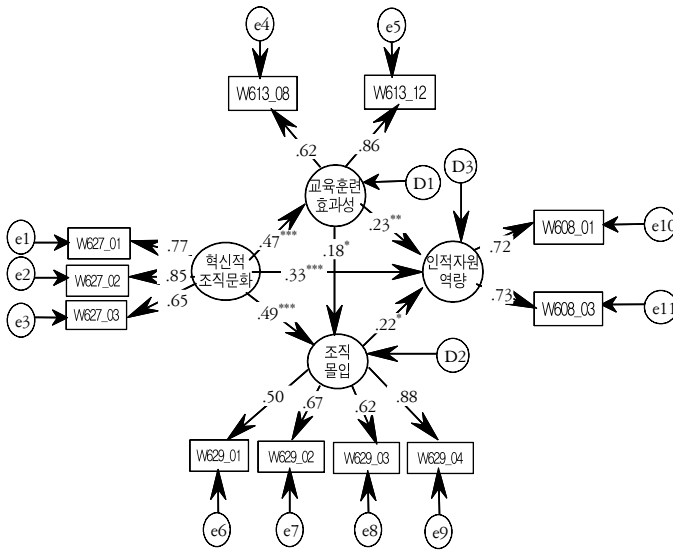 e4
e5
W613_08
W613_12
.62
.86
교육훈련
효과성
D1
D3
e1
W627_01
.77
.47***
.23**
.72
W608_01
e10
e2
W627_02
.85
혁신적
조직문화
.18*
.33***
인적자원
역량
e3
W627_03
.65
.49***
.22*
.73
W608_03
e11
조직
몰입
D2
.50
.67
.62
.88
W629_01
W629_02
W629_03
W629_04
e6
e7
e8
e9